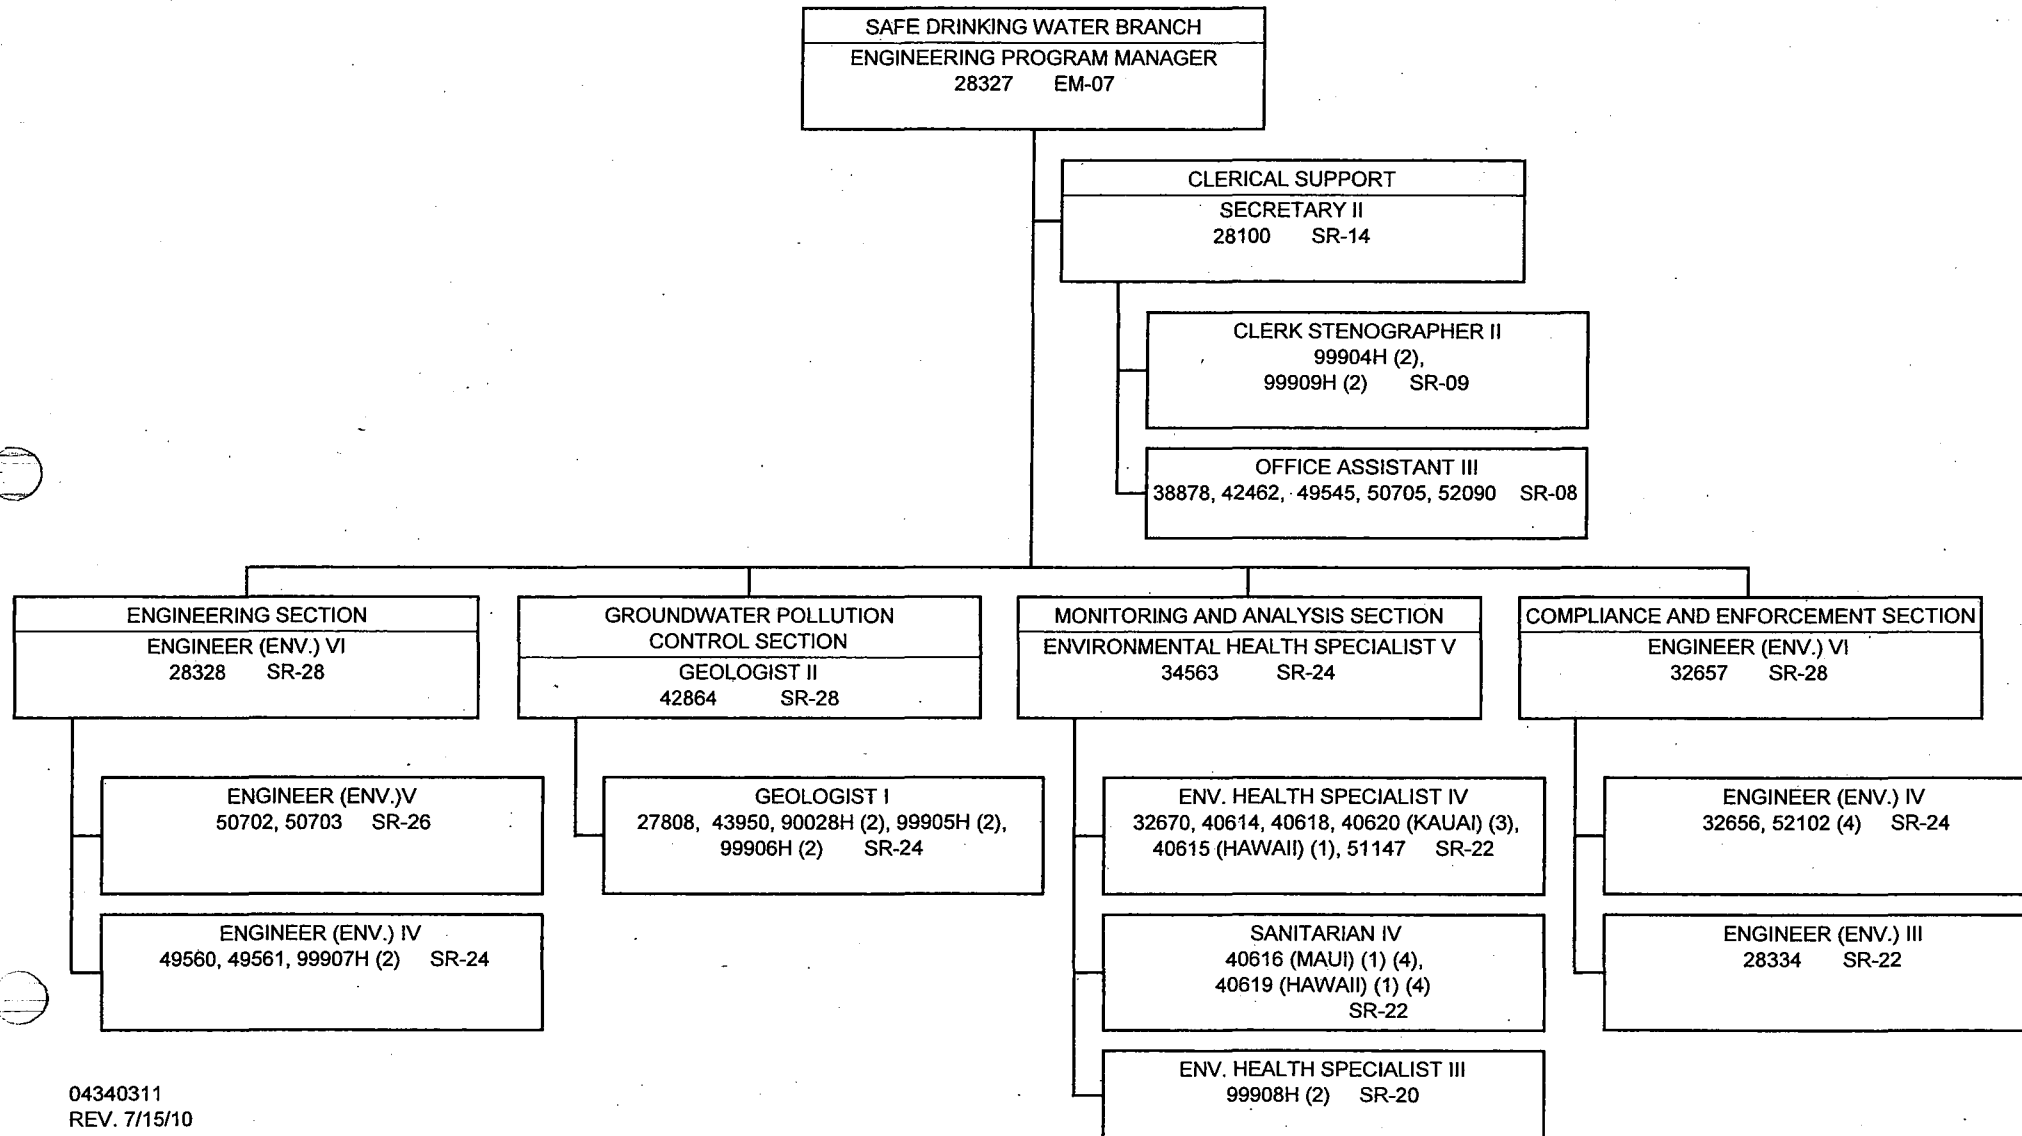 SAFE DRINKING WATER BRANCH
ENGINEERING PROGRAM MANAGER
28327 EM-07
CLERICAL SUPPORT
SECRETARY II
28100 SR-14
CLERK STENOGRAPHER II
99904H (2),
99909H (2) SR-09
OFFICE ASSISTANT III
38878, 42462, 49545, 50705, 52090 SR-08
ENGINEERING SECTION
ENGINEER (ENV.) VI
28328 SR-28
GROUNDWATER POLLUTION
CONTROL SECTION
GEOLOGIST II
42864 SR-28
MONITORING AND ANALYSIS SECTION
ENVIRONMENTAL HEALTH SPECIALIST V
34563 SR-24
COMPLIANCE AND ENFORCEMENT SECTION
ENGINEER (ENV.) VI
32657 SR-28
ENGINEER (ENV.)V
50702, 50703 SR-26
ENGINEER (ENV.) IV
49560, 49561, 99907H (2) SR-24
GEOLOGIST I
27808, 43950, 90028H (2), 99905H (2),
99906H (2) SR-24
ENV. HEALTH SPECIALIST IV
32670, 40614, 40618, 40620 (KAUAI) (3),
40615 (HAWAII) (1), 51147 SR-22
SANITARIAN IV
40616 (MAUI) (1) (4),
40619 (HAWAII) (1) (4)
SR-22
ENV. HEALTH SPECIALIST III
99908H (2) SR-20
ENGINEER (ENV.) IV
32656, 52102 (4) SR-24
ENGINEER (ENV.) III
28334 SR-22
04340311
REV. 7/15/10